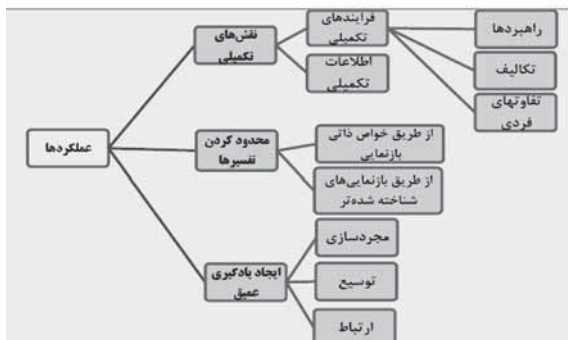 عملکردها
نقش‌های
تکمیلی
فرایندهای
تکمیلی
راهبردها
تکالیف
تفاوتهای
فردی
اطلاعات
تکمیلی
محدود کردن
تفسیرها
از طریق خواص ذاتی
بازنمایی
از طریق بازنمایی‌های
شناخته شده‌تر
ایجاد یادگیری
عمیق
مجردسازی
توسیع
ارتباط